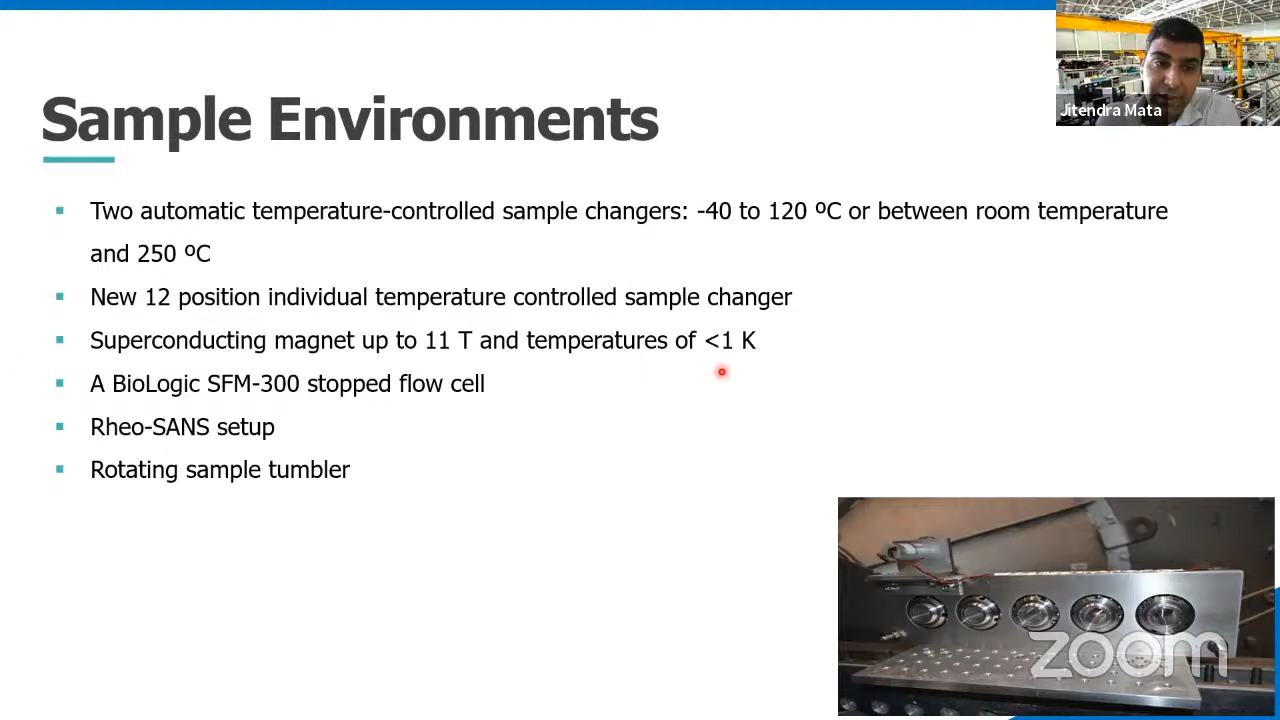 Jitendra Mata
Sample Environments
Two automatic temperature-controlled sample changers: -40 to 120 ºC or between room temperature
and 250 ºC
New 12 position individual temperature controlled sample changer
Superconducting magnet up to 11 T and temperatures of <1 K
A BioLogic SFM-300 stopped flow cell
Rheo-SANS setup
Rotating sample tumbler
zoom